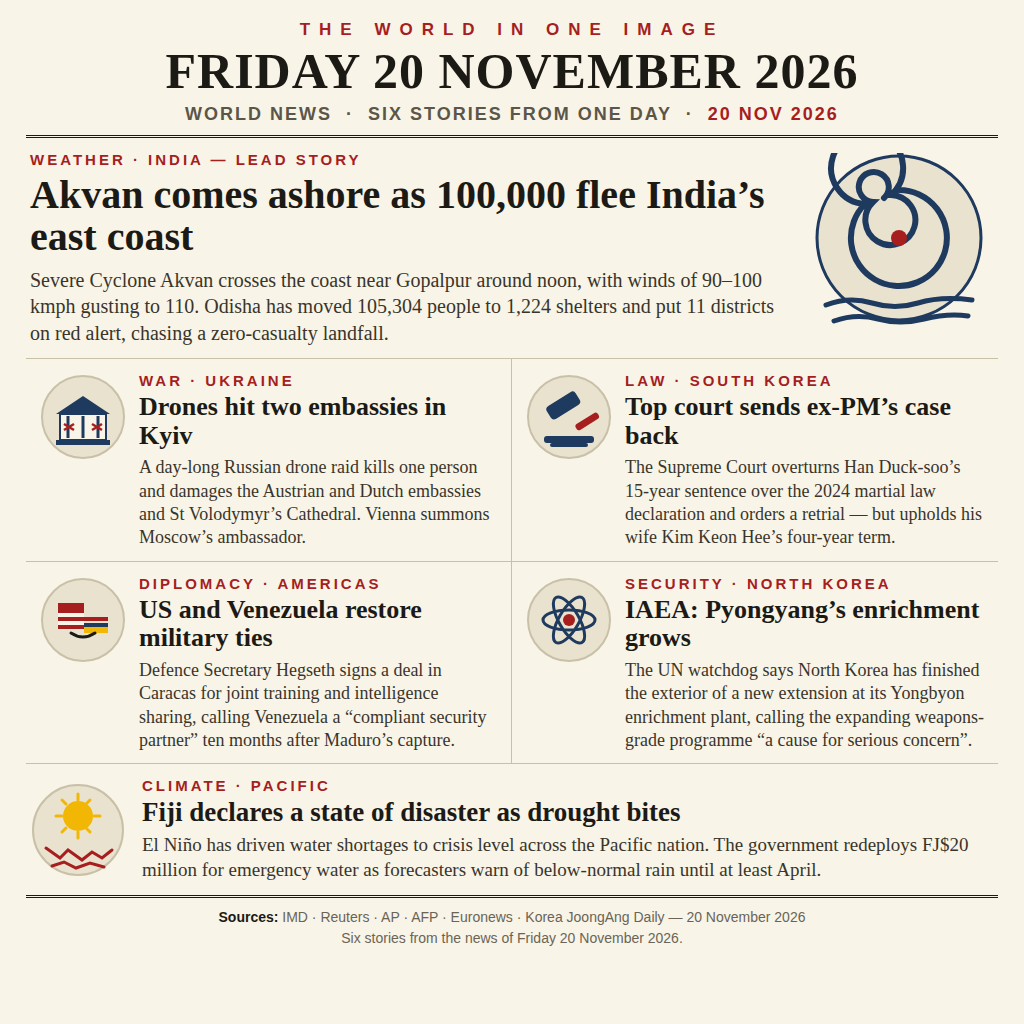 THE WORLD IN ONE IMAGE
FRIDAY 20 NOVEMBER 2026
WORLD NEWS · SIX STORIES FROM ONE DAY · 20 NOV 2026
WEATHER · INDIA — LEAD STORY
Akvan comes ashore as 100,000 flee India’s
east coast
Severe Cyclone Akvan crosses the coast near Gopalpur around noon, with winds of 90–100
kmph gusting to 110. Odisha has moved 105,304 people to 1,224 shelters and put 11 districts
on red alert, chasing a zero-casualty landfall.
WAR · UKRAINE
Drones hit two embassies in
Kyiv
A day-long Russian drone raid kills one person
and damages the Austrian and Dutch embassies
and St Volodymyr’s Cathedral. Vienna summons
Moscow’s ambassador.
LAW · SOUTH KOREA
Top court sends ex-PM’s case
back
The Supreme Court overturns Han Duck-soo’s
15-year sentence over the 2024 martial law
declaration and orders a retrial — but upholds his
wife Kim Keon Hee’s four-year term.
DIPLOMACY · AMERICAS
US and Venezuela restore
military ties
Defence Secretary Hegseth signs a deal in
Caracas for joint training and intelligence
sharing, calling Venezuela a “compliant security
partner” ten months after Maduro’s capture.
SECURITY · NORTH KOREA
IAEA: Pyongyang’s enrichment
grows
The UN watchdog says North Korea has finished
the exterior of a new extension at its Yongbyon
enrichment plant, calling the expanding weapons-
grade programme “a cause for serious concern”.
CLIMATE · PACIFIC
Fiji declares a state of disaster as drought bites
El Niño has driven water shortages to crisis level across the Pacific nation. The government redeploys FJ$20
million for emergency water as forecasters warn of below-normal rain until at least April.
Sources: IMD · Reuters · AP · AFP · Euronews · Korea JoongAng Daily — 20 November 2026
Six stories from the news of Friday 20 November 2026.